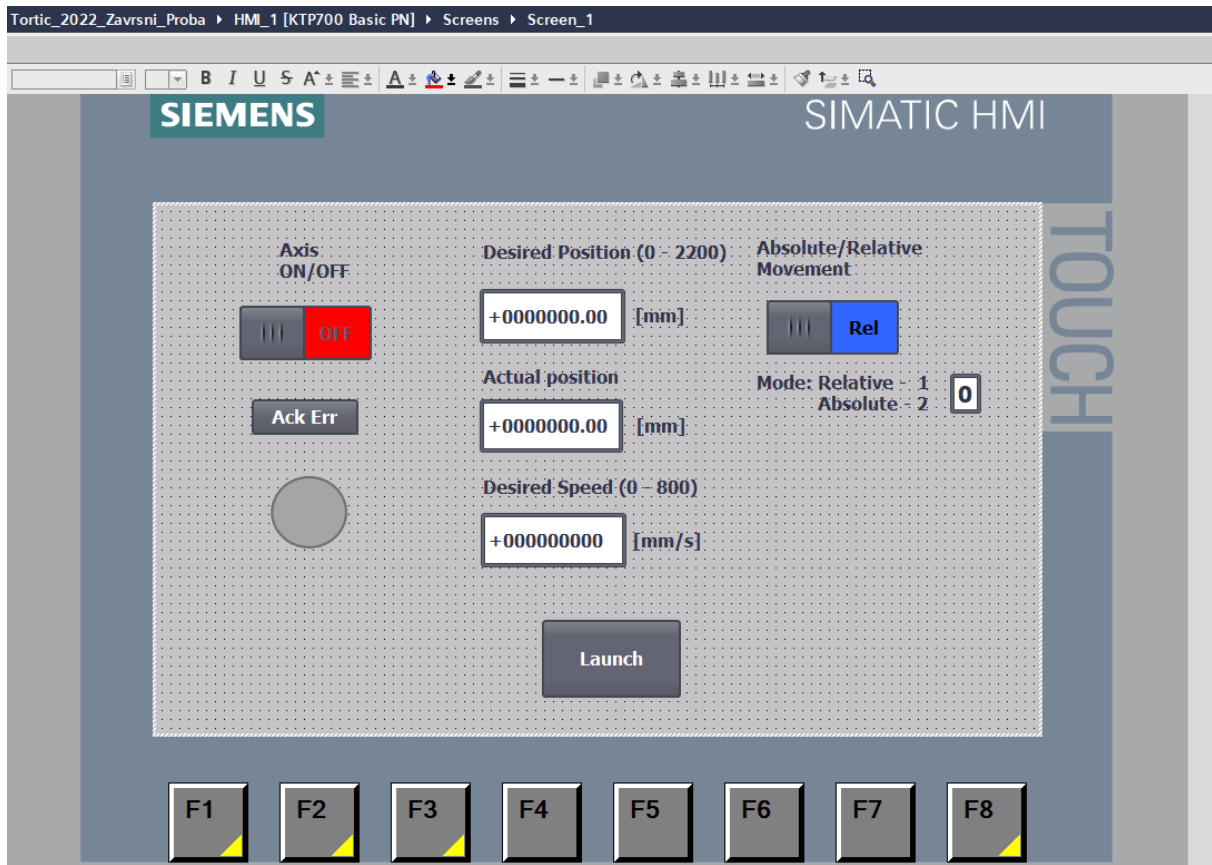 Tortic_2022_Zavrsni_Proba ▸ HMI_1 [KTP700 Basic PN] ▸ Screens ▸ Screen_1
B I U S A A
SIEMENS
SIMATIC HMI
TOUCH
Axis
ON/OFF
OFF
Ack Err
Desired Position (0 - 2200)
+0000000.00 [mm]
Actual position
+0000000.00 [mm]
Desired Speed (0 - 800)
+000000000 [mm/s]
Absolute/Relative
Movement
Rel
Mode: Relative - 1
Absolute - 2
0
Launch
F1 F2 F3 F4 F5 F6 F7 F8